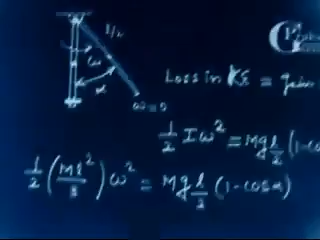 l/2
ω
α
ω=0
Loss in KE = gain
1/2 Iω² = Mg l/2 (1-co
1/2 (Ml²/3) ω² = Mg l/2 (1-cosα)